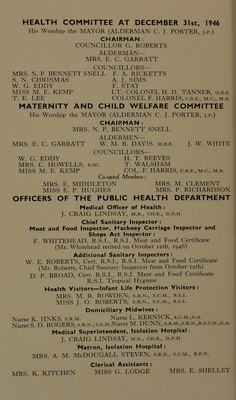 HEALTH COMMITTEE AT DECEMBER 31st, 1946
His Worship the MAYOR (ALDERMAN C. J. PORTER, J.P.)
CHAIRMAN:
COUNCILLOR G. ROBERTS
ALDERMAN—
MRS. E. C. GARRATT
COUNCILLORS—
MRS. N. P. BENNETT SNELL F. A. RICKETTS
S. N. CHRISMAS A. J. SIMS
W. G. EDDY F. STAY
MISS M. E. KEMP LT.-COLONEL H. D. TANNER, O.B.E.
T. E. LEE COLONEL F. HARRIS, C.B.E., M.C., M.B.
MATERNITY AND CHILD WELFARE COMMITTEE
His Worship the MAYOR (ALDERMAN C. J. PORTER, J.P.)
CHAIRMAN:
MRS. N. P. BENNETT SNELL
ALDERMEN—
MRS. E. C. GARRATT W. M. R. DAVIS, M.B.E. J. W. WHITE
COUNCILLORS—
W. G. EDDY H. T. REEVES
MRS. C. HOWELLS, B.SC. T. WALSHAM
MISS M. E. KEMP COL. F. HARRIS, C.B.E., M.C., M.B.
Co-opted Members:
MRS. E. MIDDLETON MRS. M. CLEMENT
MISS E. P. HUGHES MRS. P. RICHARDSON
OFFICERS OF THE PUBLIC HEALTH DEPARTMENT
Medical Officer of Health:
J. CRAIG LINDSAY, M.B., CH.B., D.P.H.
Chief Sanitary Inspector:
Meat and Food Inspector, Hackney Carriage Inspector and
Shops Act Inspector:
F. WHITEHEAD, R.S.I., R.S.I. Meat and Food Certificate
(Mr. Whitehead retired on October 12th, 1946)
Additional Sanitary Inspectors:
W. E. ROBERTS, Cert. R.S.I., R.S.I. Meat and Food Certificate
(Mr. Roberts, Chief Sanitary Inspector from October 12th)
D. P. BROAD, Cert. R.S.I., R.S.I. Meat and Food Certificate
R.S.I. Tropical Hygiene
Health Visitors—Infant Life Protection Visitors:
MRS. M. B. ROWDEN, S.R.N., S.C.M., R.S.I.
MISS J. O. ROBERTS, S.R.N., S.C.M., R.S.I.
Domiciliary Midwives:
Nurse K. JINKS, S.R.M. Nurse L. KERNICK, S.C.M.,G.A.
Nurse S. D. ROGERS, S.R.N.,S.C.M. Nurse M. DUNN,
Medical Superintendent, Isolation Hospital:
J. CRAIG LINDSAY, M.B., CH.B., D.P.H.
Matron, Isolation Hospital:
MRS. A. M. McDOUGALL STEVEN, S.R.N., S.C.M., R.F.N.
Clerical Assistants:
MRS. K. KITCHEN MISS G. LODGE MRS. E. SHELLEY